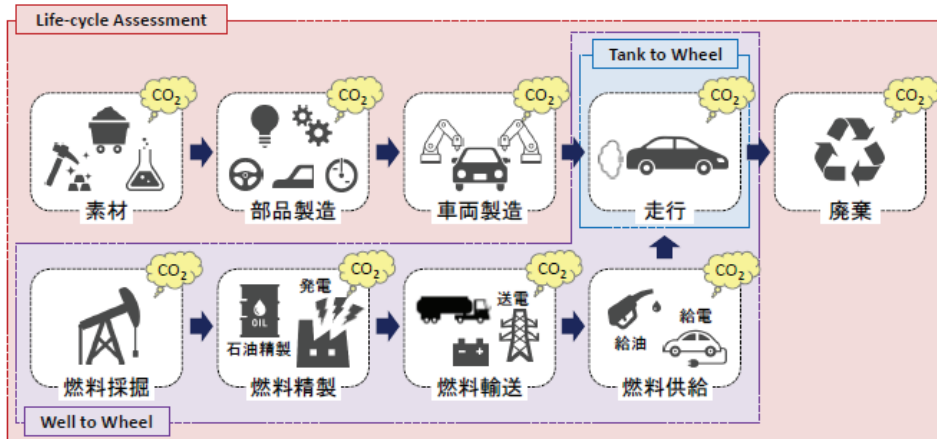 Life-cycle Assessment
Tank to Wheel
CO₂
CO₂
CO₂
CO₂
CO₂
素材
部品製造
車両製造
走行
廃棄
CO₂
CO₂
CO₂
CO₂
発電
OIL
石油精製
送電
給油
給電
燃料採掘
燃料精製
燃料輸送
燃料供給
Well to Wheel